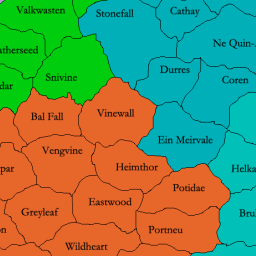 Valkwasten
Stonefall
Cathay
atherseed
Ne Quin-
Snivine
Durres
Coren
dar
Bal Fall
Vinewall
Ein Meirvale
Vengvine
par
Heimthor
Helka
Potidae
Greyleaf
Eastwood
Bru
on
Portneu
Wildheart